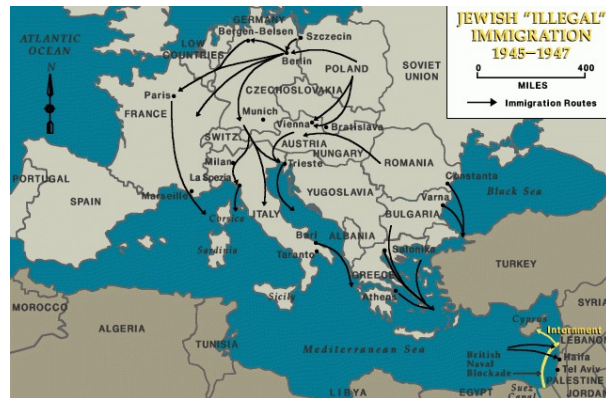 JEWISH "ILLEGAL"
IMMIGRATION
1945–1947
0 400
MILES
Immigration Routes
ATLANTIC
OCEAN
N
GERMANY
Bergen-Belsen
Szczecin
LOW
COUNTRIES
Berlin
POLAND
SOVIET
UNION
Paris
CZECHOSLOVAKIA
FRANCE
Munich
Vienna
Bratislava
SWITZ.
AUSTRIA
HUNGARY
ROMANIA
Milan
Trieste
La Spezia
Constanta
PORTUGAL
SPAIN
Marseille
YUGOSLAVIA
Varna
Black Sea
Corsica
ITALY
BULGARIA
Bari
ALBANIA
Sardinia
Taranto
Salonika
TURKEY
GREECE
Sicily
Athens
MOROCCO
ALGERIA
TUNISIA
Mediterranean Sea
Cyprus
SYRIA
Internment
LEBANON
British
Naval
Blockade
Haifa
Tel Aviv
PALESTINE
Suez
Canal
JORDAN
LIBYA
EGYPT